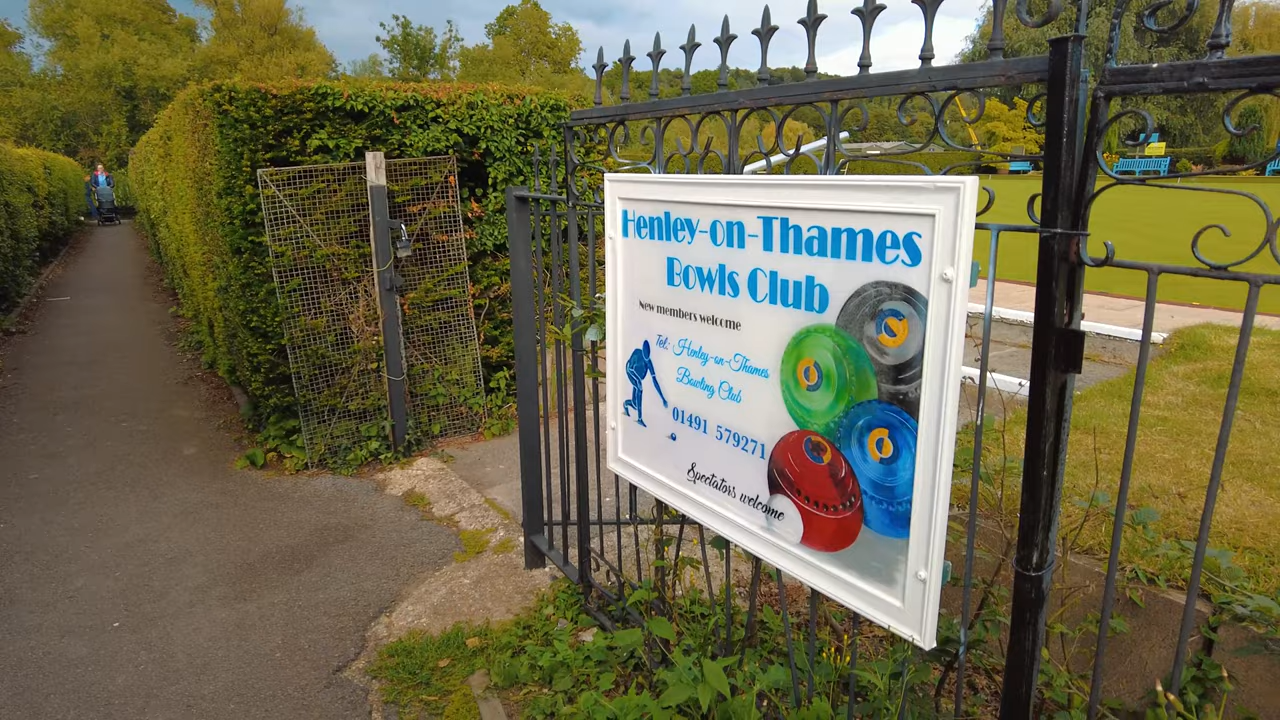 Henley-on-Thames
Bowls Club
New members welcome
Tel: Henley-on-Thames
Bowling Club
01491 579271
Spectators welcome